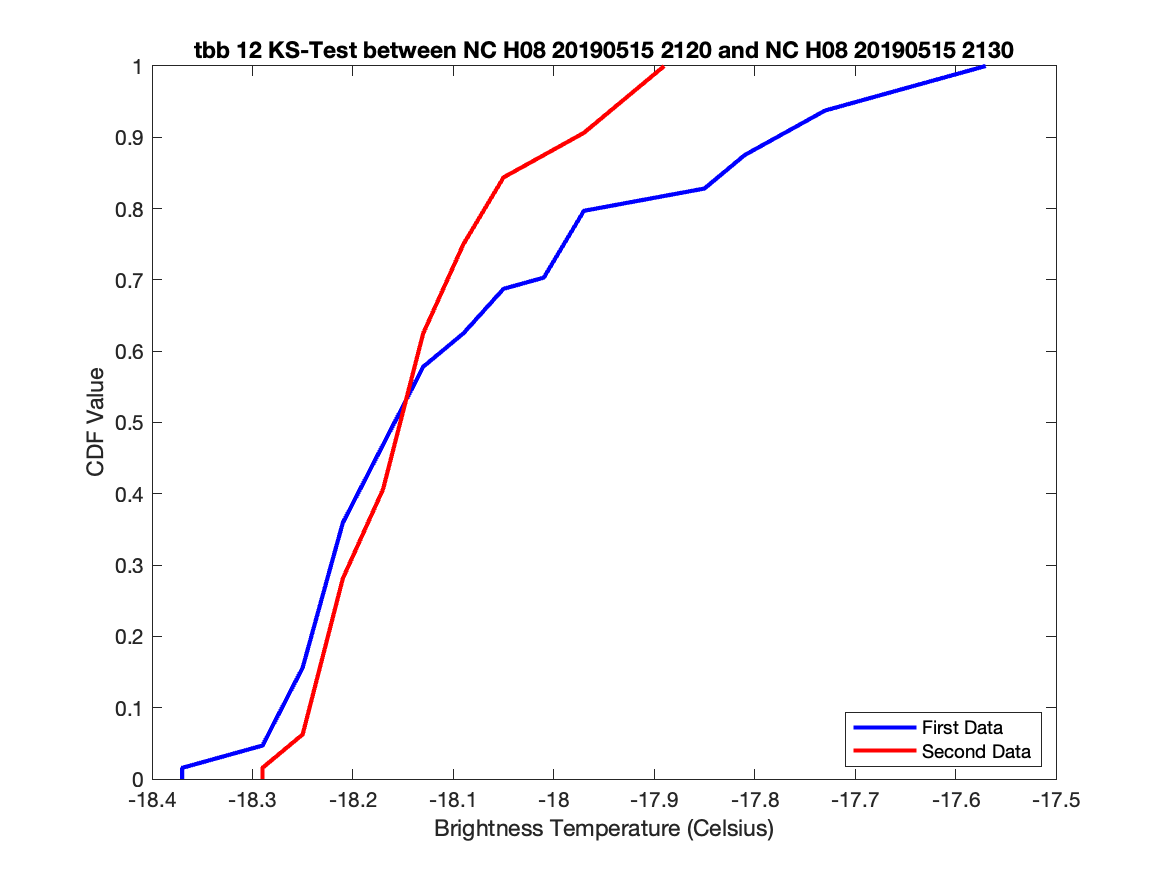 tbb 12 KS-Test between NC H08 20190515 2120 and NC H08 20190515 2130
1
0.9
0.8
0.7
0.6
0.5
0.4
0.3
0.2
0.1
0
CDF Value
First Data
Second Data
-18.4 -18.3 -18.2 -18.1 -18 -17.9 -17.8 -17.7 -17.6 -17.5
Brightness Temperature (Celsius)